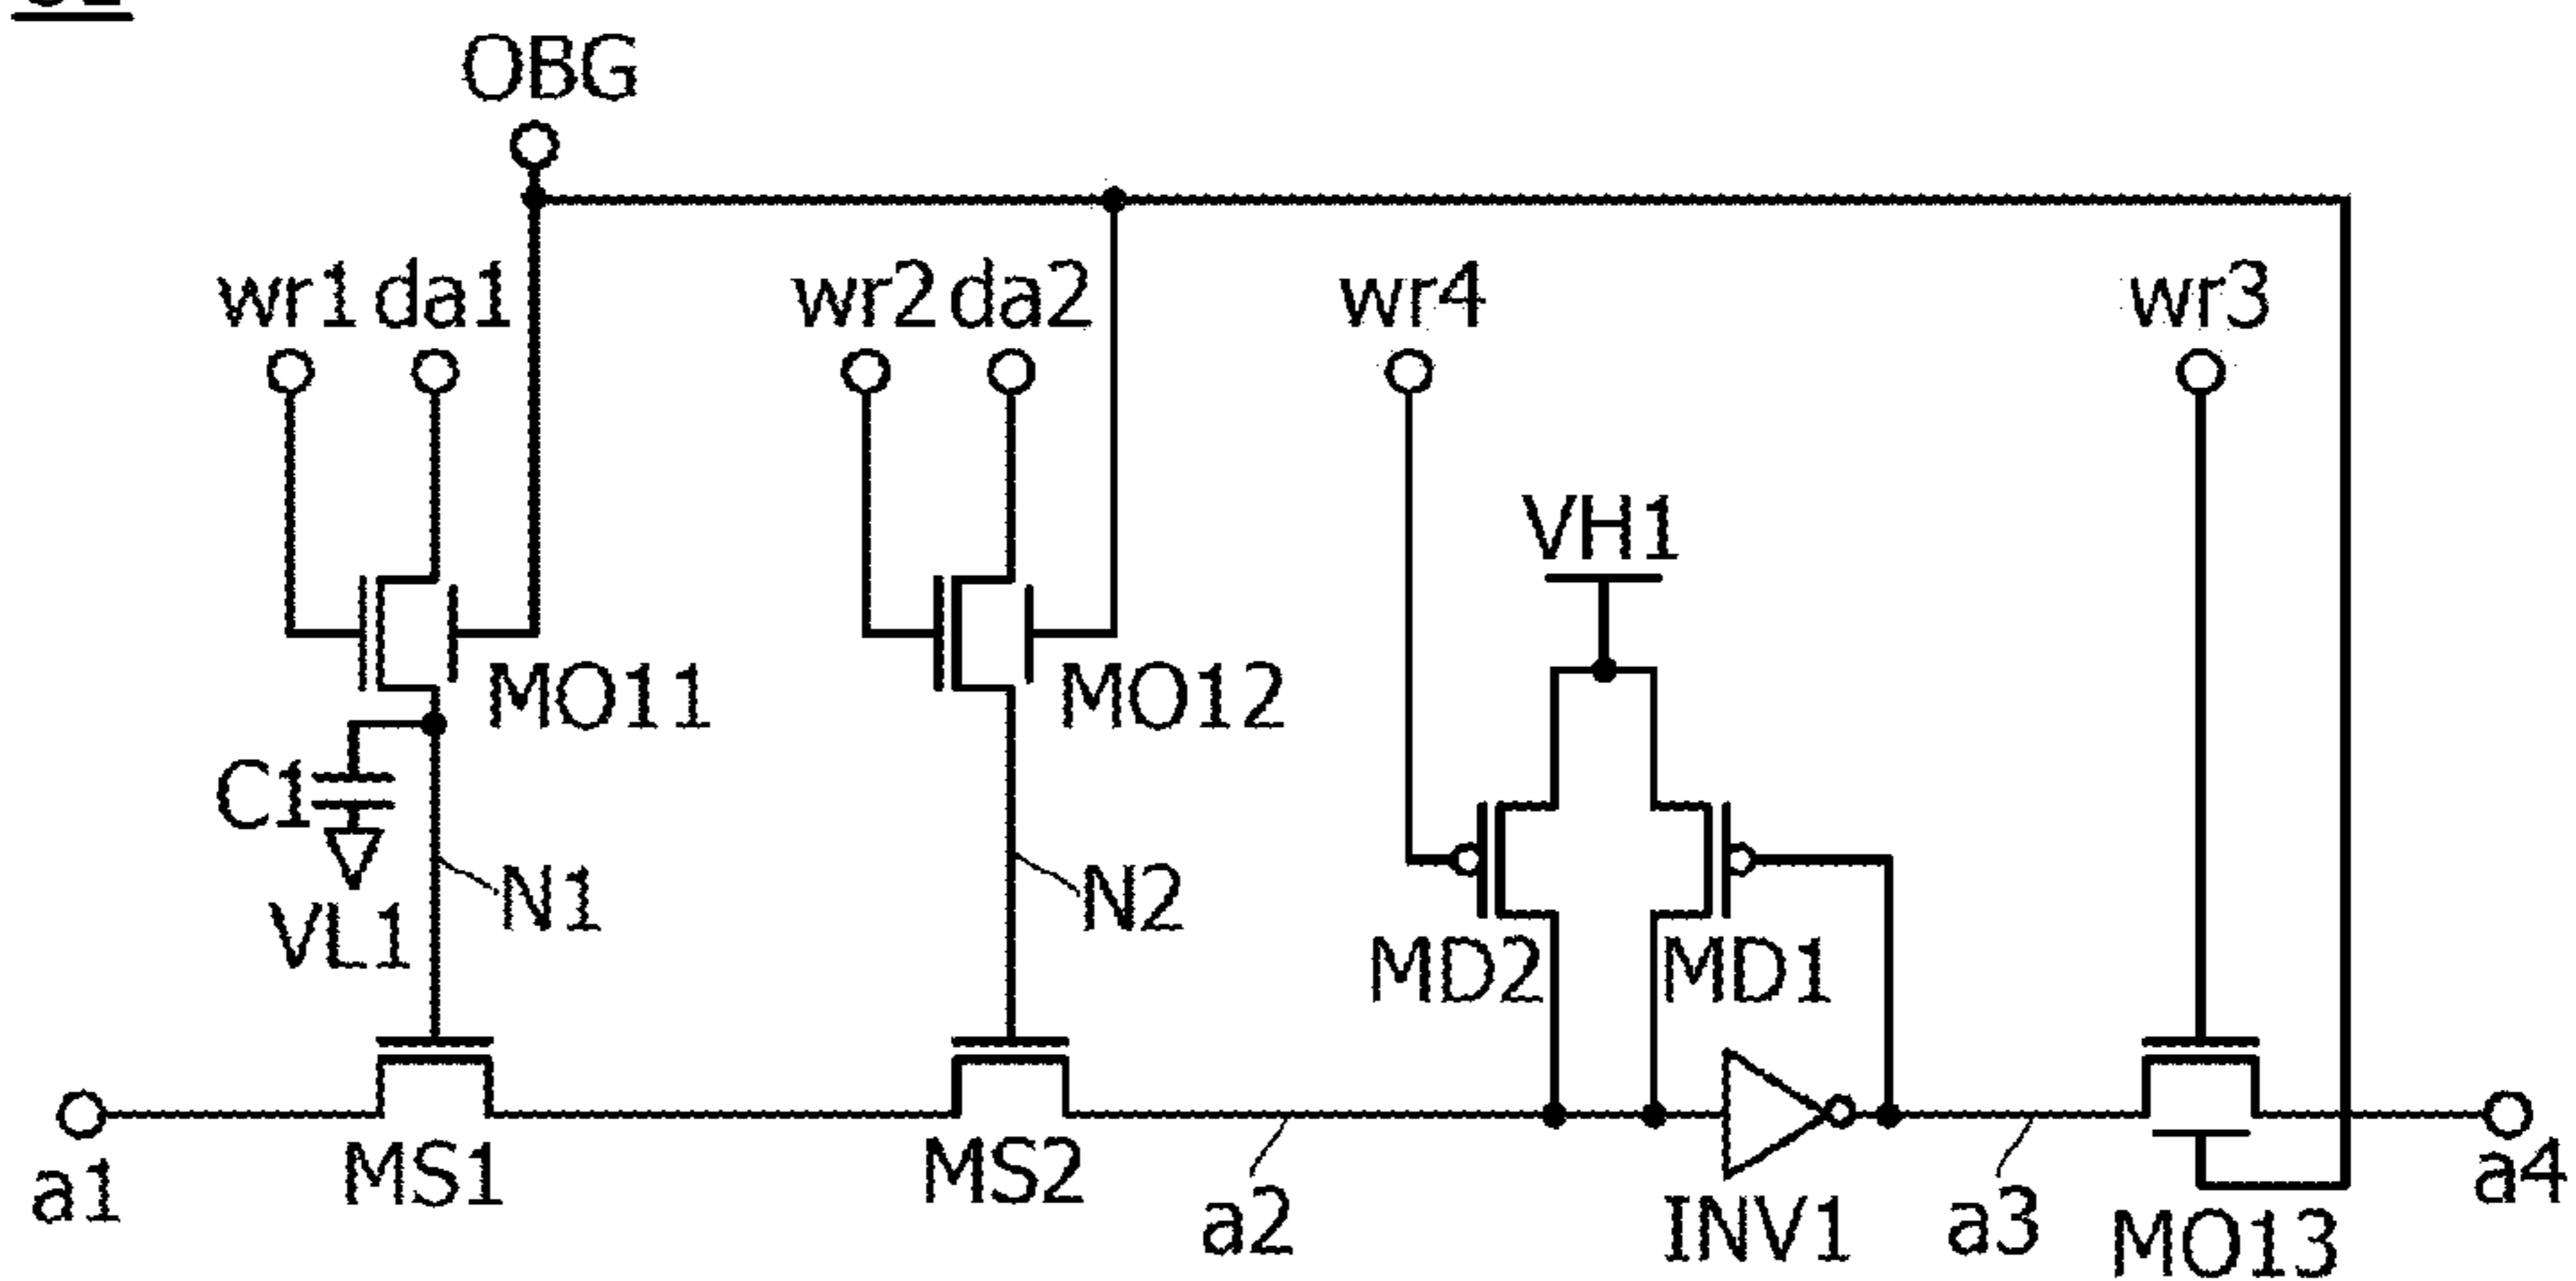 OBG
wr1 da1 wr2 da2 wr4 wr3
VH1
MO11 MO12
C1
N1 N2
VL1 MD2 MD1
a1 MS1 MS2 a2 INV1 a3 MO13 a4